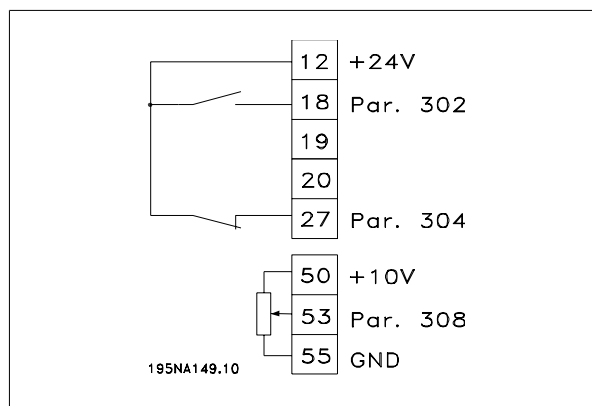 12 +24V
18 Par. 302
19
20
27 Par. 304
50 +10V
53 Par. 308
55 GND
195NA149.10